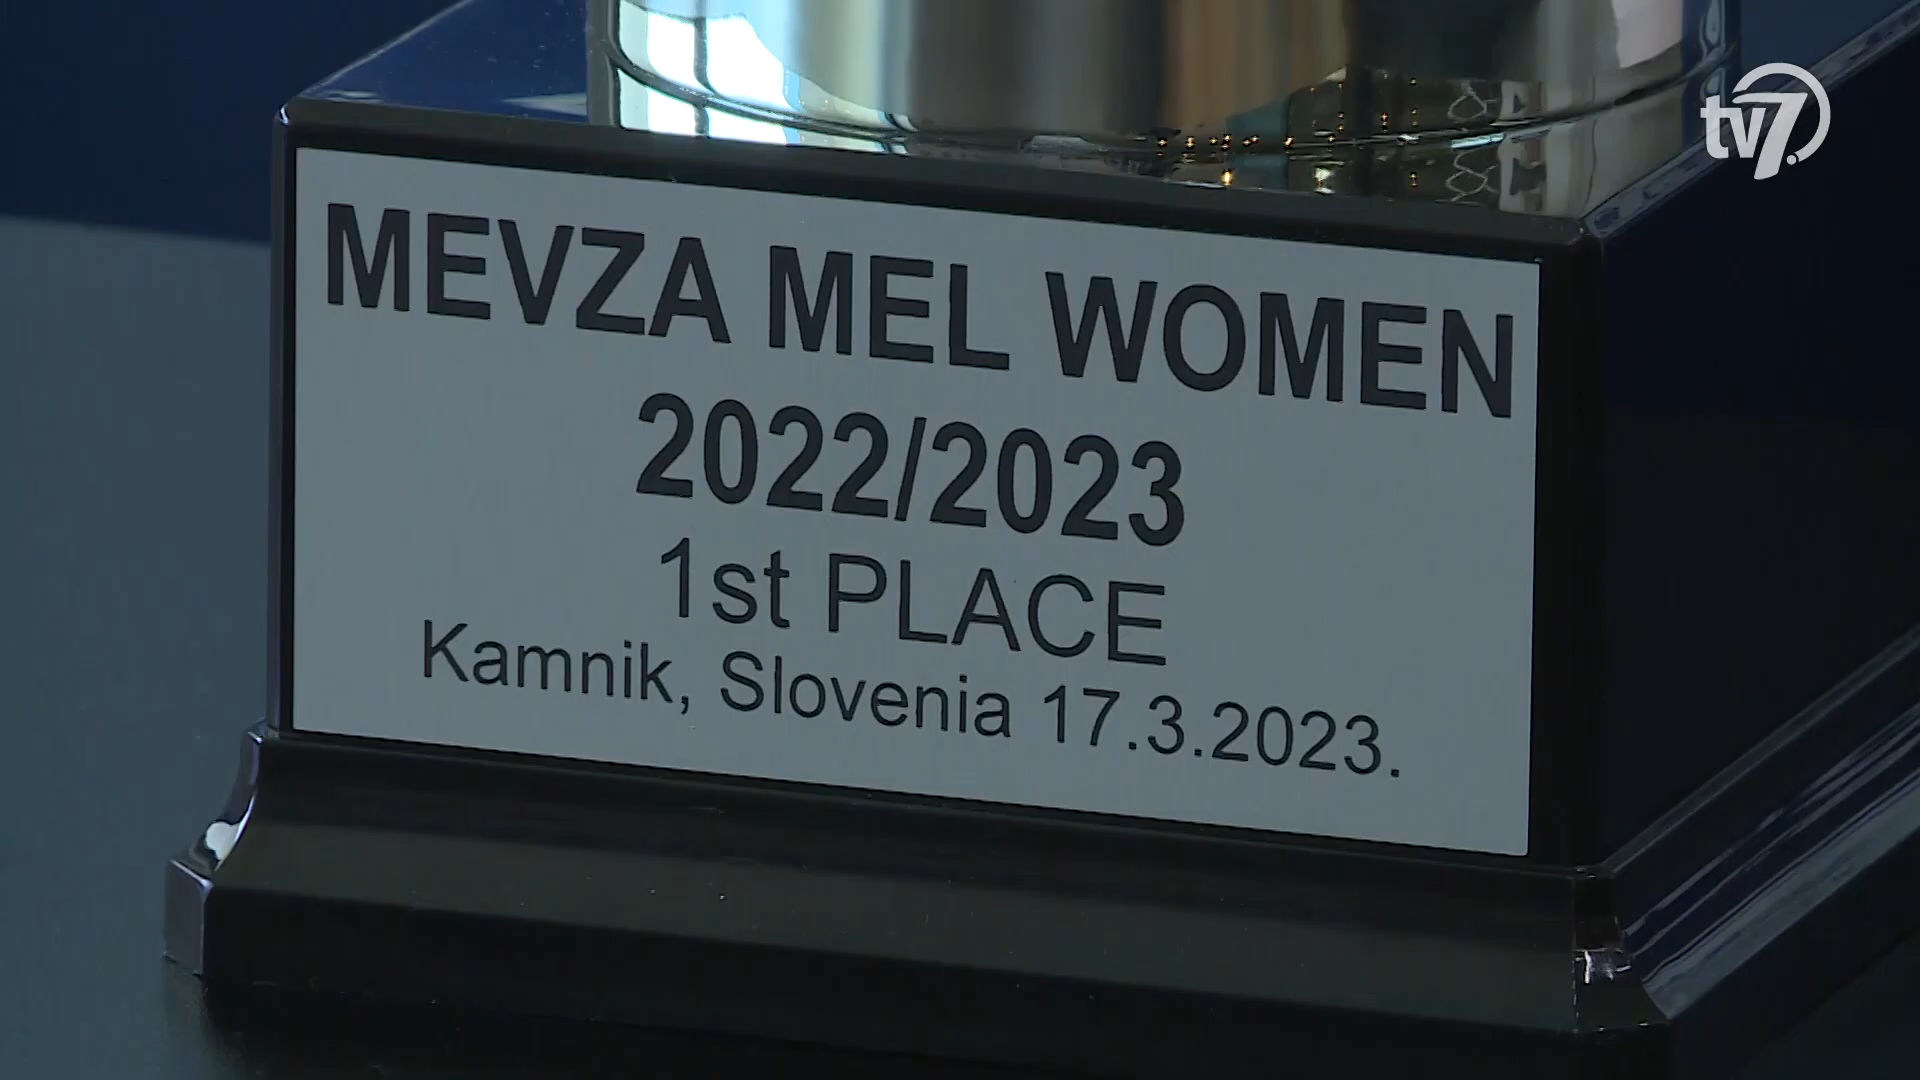 tv7.
MEVZA MEL WOMEN
2022/2023
1st PLACE
Kamnik, Slovenia 17.3.2023.